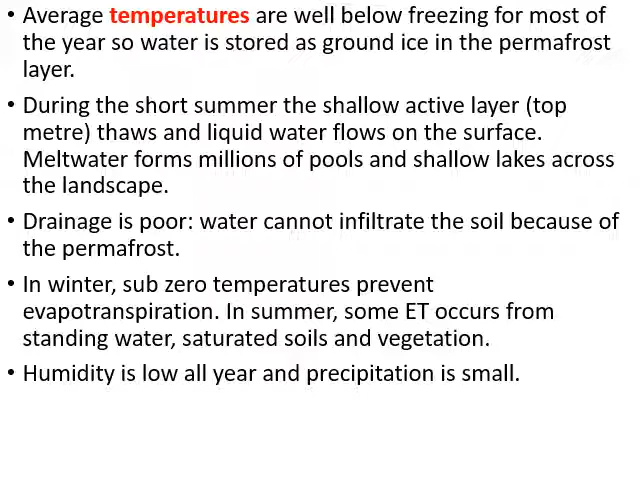 • Average temperatures are well below freezing for most of
the year so water is stored as ground ice in the permafrost
layer.
• During the short summer the shallow active layer (top
metre) thaws and liquid water flows on the surface.
Meltwater forms millions of pools and shallow lakes across
the landscape.
• Drainage is poor: water cannot infiltrate the soil because of
the permafrost.
• In winter, sub zero temperatures prevent
evapotranspiration. In summer, some ET occurs from
standing water, saturated soils and vegetation.
• Humidity is low all year and precipitation is small.